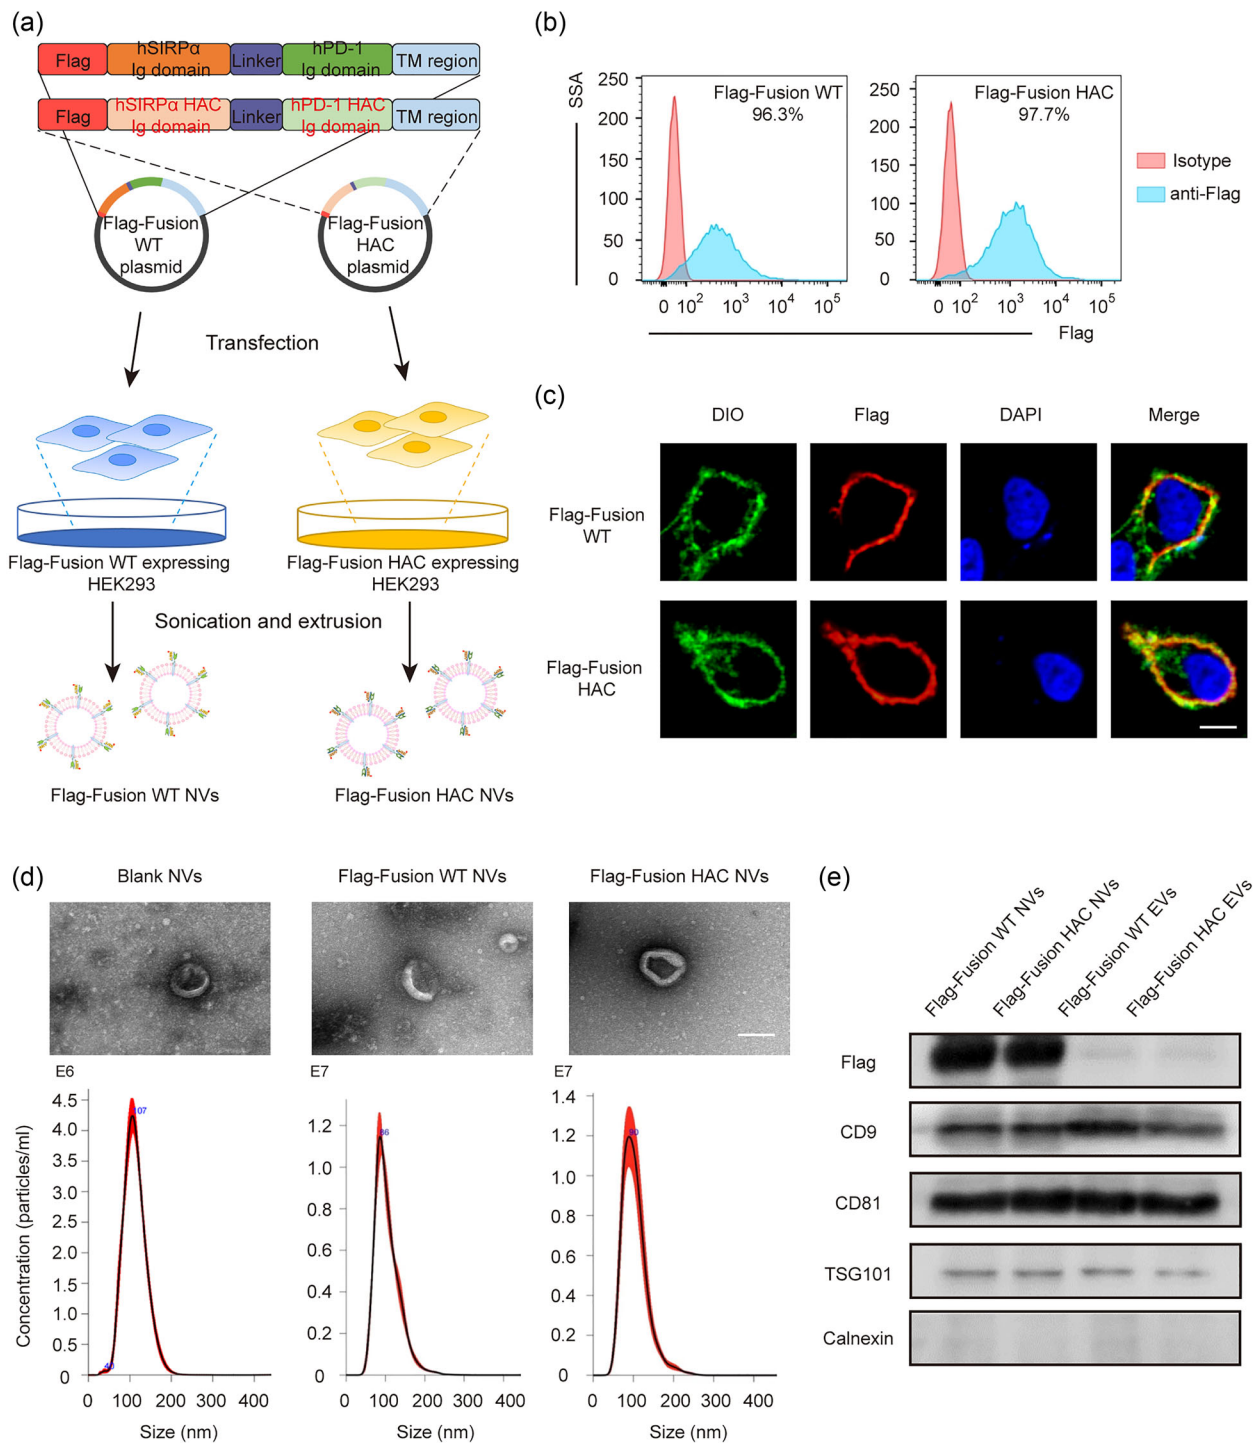 (a)
Flag
hSIRPα
Ig domain
Linker
hPD-1
Ig domain
TM region
Flag
hSIRPα HAC
Ig domain
Linker
hPD-1 HAC
Ig domain
TM region
Flag-Fusion
WT
plasmid
Flag-Fusion
HAC
plasmid
Transfection
Flag-Fusion WT expressing
HEK293
Flag-Fusion HAC expressing
HEK293
Sonication and extrusion
Flag-Fusion WT NVs
Flag-Fusion HAC NVs
(b)
SSA
250
200
150
100
50
0
Flag-Fusion WT
96.3%
0 10² 10³ 10⁴ 10⁵
250
200
150
100
50
0
Flag-Fusion HAC
97.7%
0 10² 10³ 10⁴ 10⁵
Flag
Isotype
anti-Flag
(c)
DIO Flag DAPI Merge
Flag-Fusion
WT
Flag-Fusion
HAC
(d)
Blank NVs
Flag-Fusion WT NVs
Flag-Fusion HAC NVs
Concentration (particles/ml)
E6
4.5
4.0
3.5
3.0
2.5
2.0
1.5
1.0
0.5
0
107
40
0 100 200 300 400
Size (nm)
E7
1.2
1.0
0.8
0.6
0.4
0.2
0
86
0 100 200 300 400
Size (nm)
E7
1.4
1.2
1.0
0.8
0.6
0.4
0.2
0
90
0 100 200 300 400
Size (nm)
(e)
Flag-Fusion WT NVs
Flag-Fusion HAC NVs
Flag-Fusion WT EVs
Flag-Fusion HAC EVs
Flag
CD9
CD81
TSG101
Calnexin